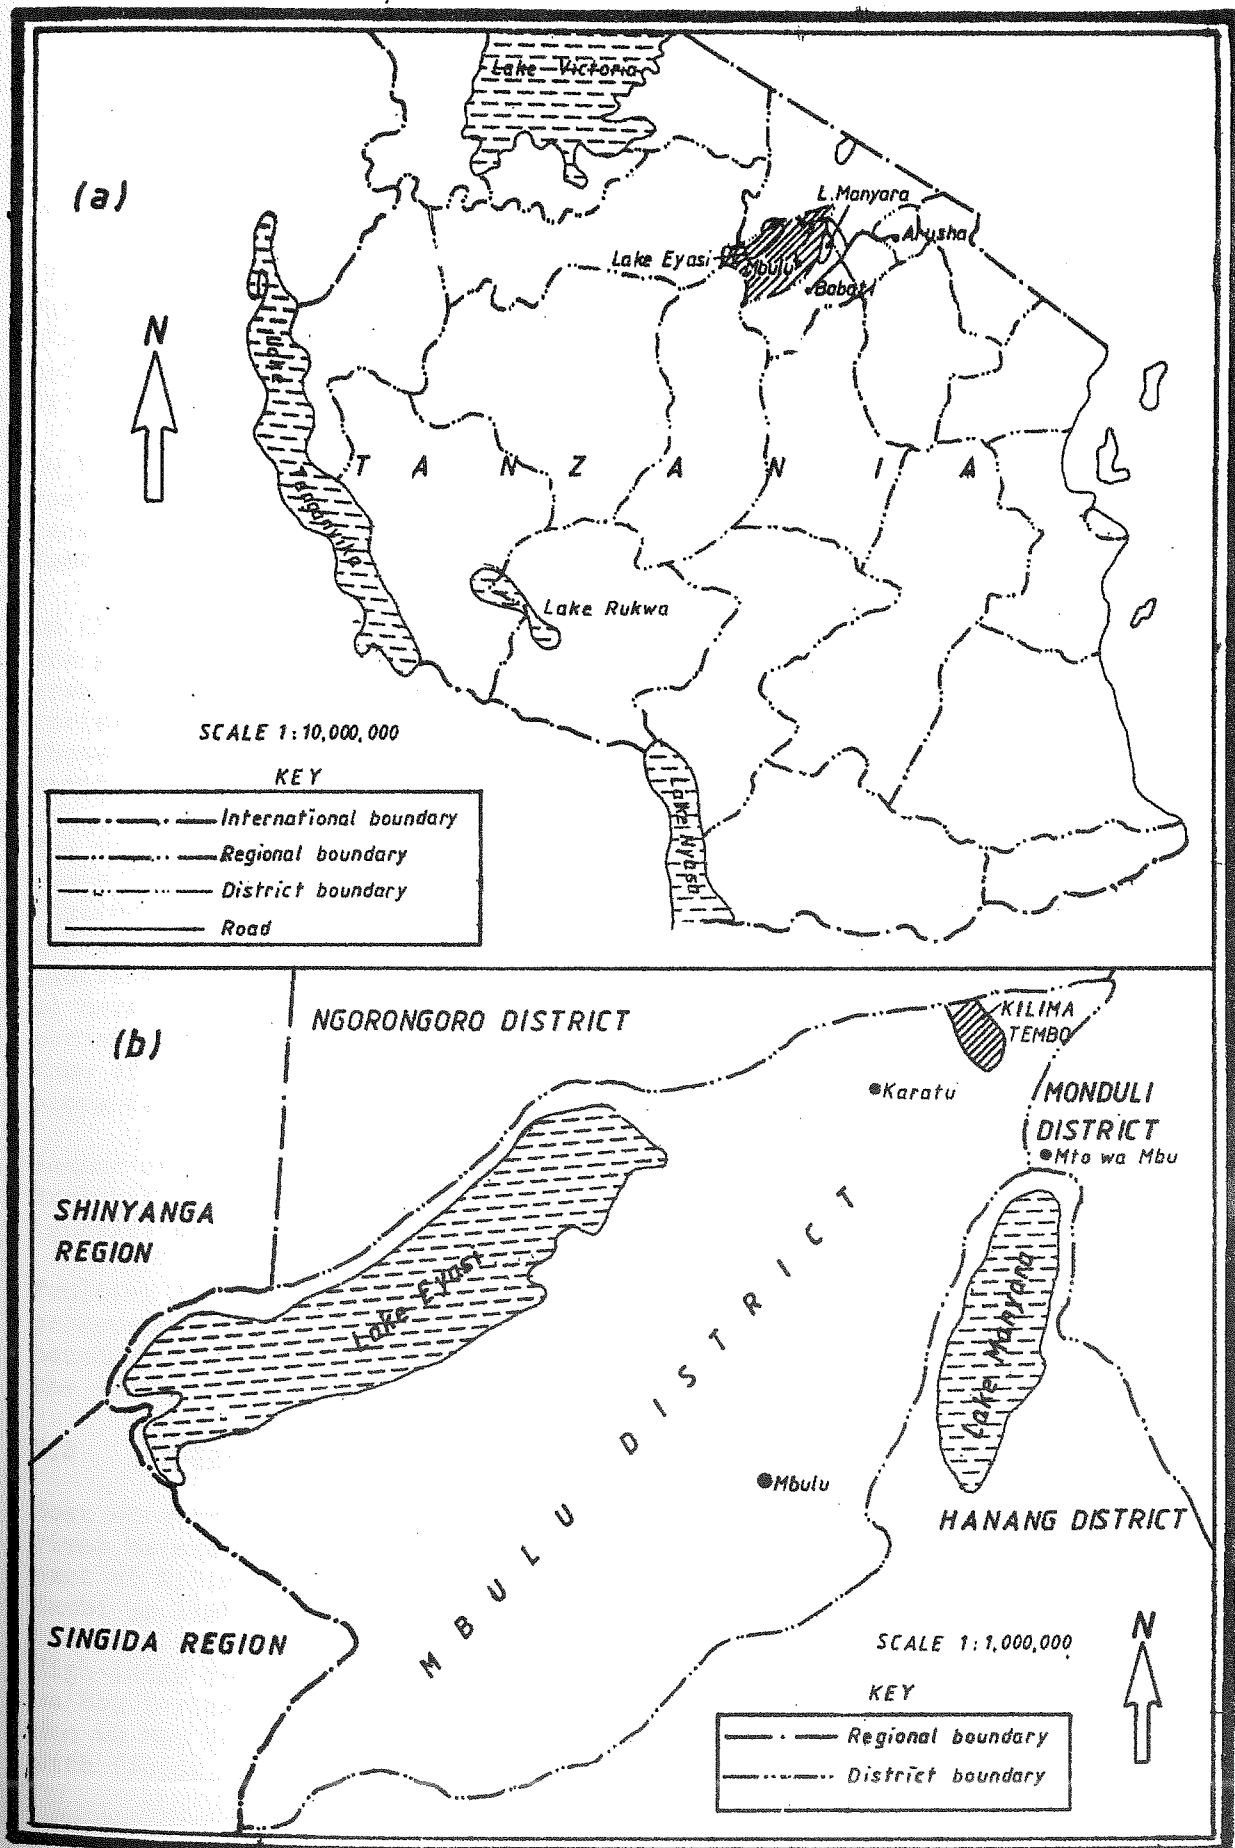 Lake Victoria
(a)
L.Manyara
Arusha
Lake Eyasi
Mbulu
Babati
N
Lake
Tanganyika
T A N Z A N I A
Lake Rukwa
SCALE 1:10,000,000
KEY
International boundary
Regional boundary
District boundary
Road
Lake Nyasa
(b)
NGORONGORO DISTRICT
KILIMA
TEMBO
Karatu
MONDULI
DISTRICT
Mto wa Mbu
SHINYANGA
REGION
Lake Eyasi
Lake Manyara
MBULU DISTRICT
Mbulu
HANANG DISTRICT
SINGIDA REGION
SCALE 1:1,000,000
N
KEY
Regional boundary
District boundary